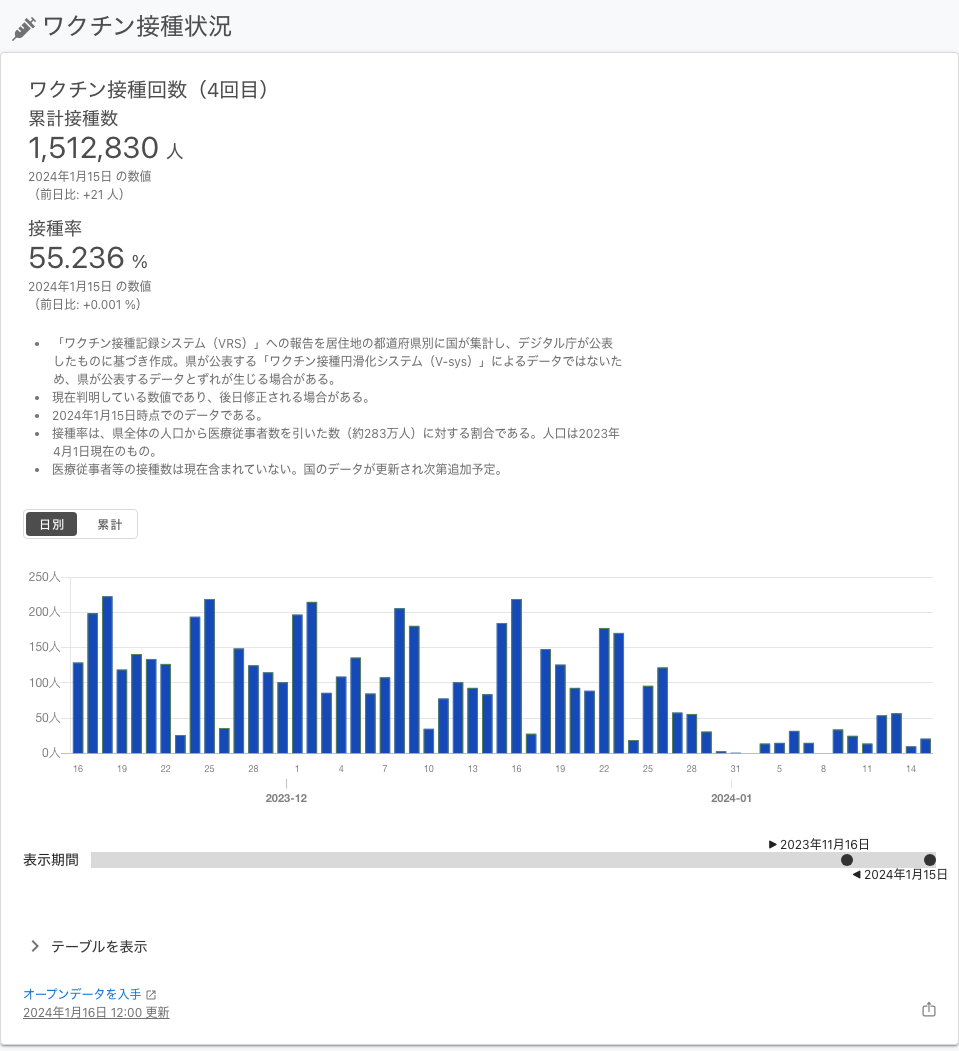 ワクチン接種状況
ワクチン接種回数（4回目）
累計接種数
1,512,830 人
2024年1月15日 の数値
（前日比: +21 人）
接種率
55.236 %
2024年1月15日 の数値
（前日比: +0.001 %）
• 「ワクチン接種記録システム（VRS）」への報告を居住地の都道府県別に国が集計し、デジタル庁が公表
したものに基づき作成。県が公表する「ワクチン接種円滑化システム（V-sys）」によるデータではないた
め、県が公表するデータとずれが生じる場合がある。
• 現在判明している数値であり、後日修正される場合がある。
• 2024年1月15日時点でのデータである。
• 接種率は、県全体の人口から医療従事者数を引いた数（約283万人）に対する割合である。人口は2023年
4月1日現在のもの。
• 医療従事者等の接種数は現在含まれていない。国のデータが更新され次第追加予定。
日別 累計
250人
200人
150人
100人
50人
0人
16 19 22 25 28 1 4 7 10 13 16 19 22 25 28 31 5 8 11 14
2023-12 2024-01
▶ 2023年11月16日
表示期間
◀ 2024年1月15日
テーブルを表示
オープンデータを入手
2024年1月16日 12:00 更新